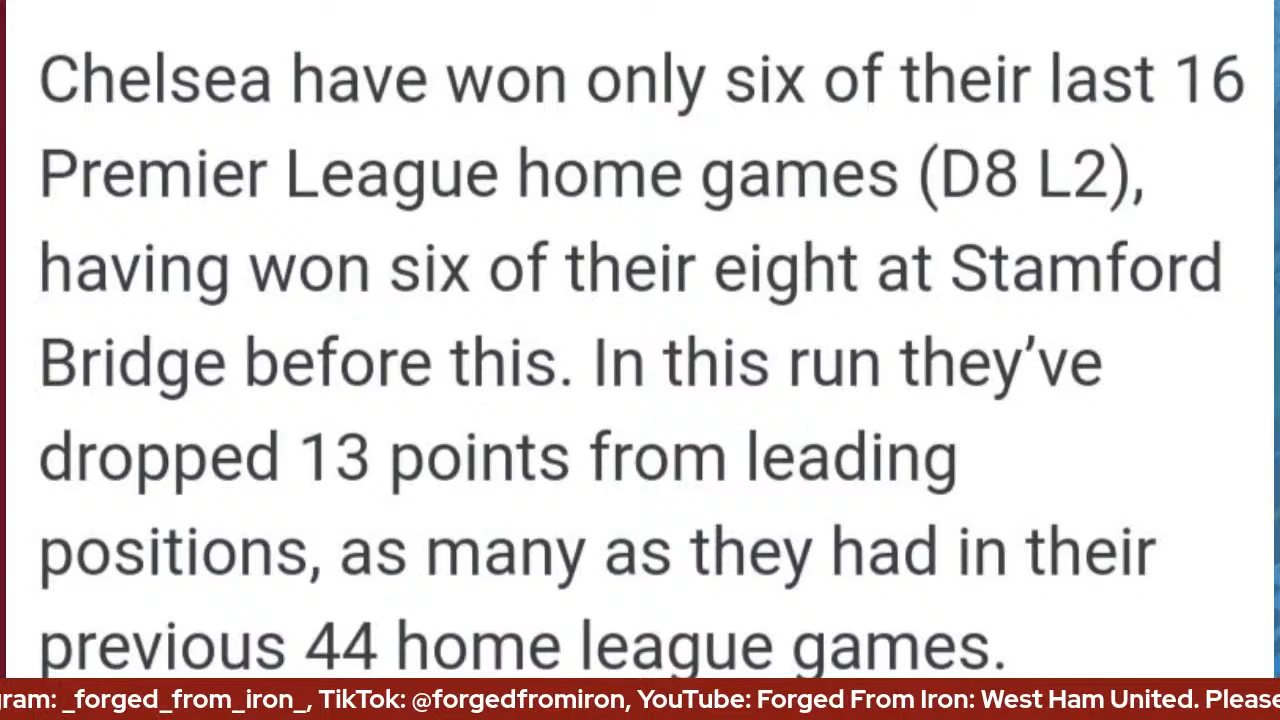 Chelsea have won only six of their last 16
Premier League home games (D8 L2),
having won six of their eight at Stamford
Bridge before this. In this run they’ve
dropped 13 points from leading
positions, as many as they had in their
previous 44 home league games.
gram: _forged_from_iron_, TikTok: @forgedfromiron, YouTube: Forged From Iron: West Ham United. Please